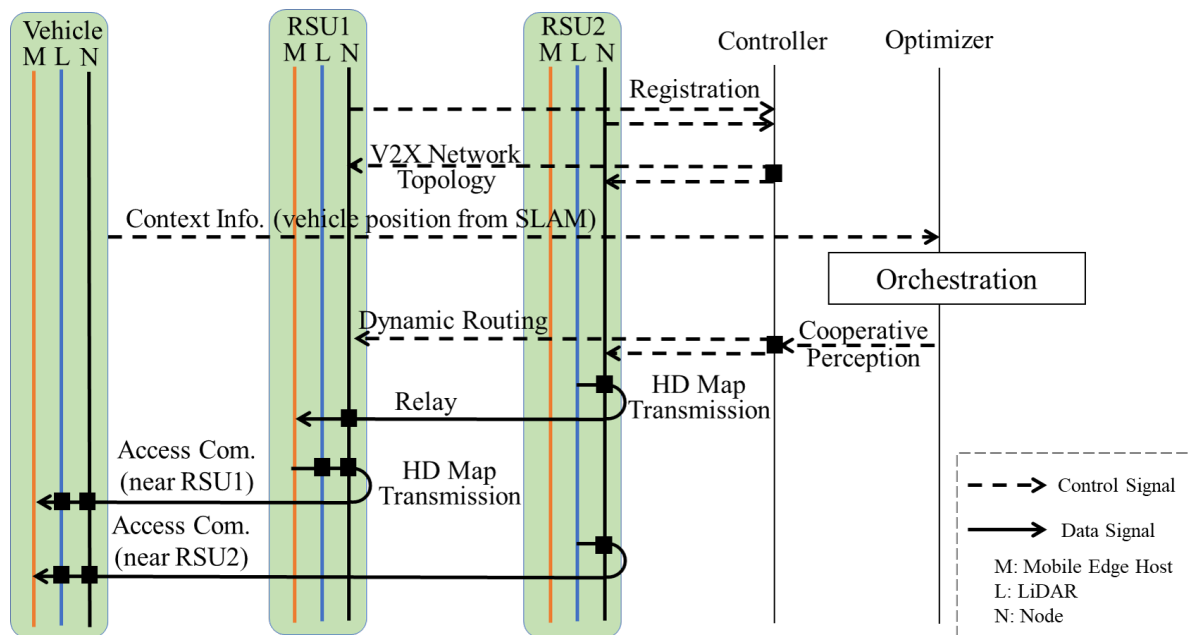 Vehicle
M L N
RSU1
M L N
RSU2
M L N
Controller
Optimizer
Registration
V2X Network
Topology
Context Info. (vehicle position from SLAM)
Orchestration
Dynamic Routing
Cooperative
Perception
HD Map
Transmission
Relay
Access Com.
(near RSU1)
HD Map
Transmission
Access Com.
(near RSU2)
Control Signal
Data Signal
M: Mobile Edge Host
L: LiDAR
N: Node